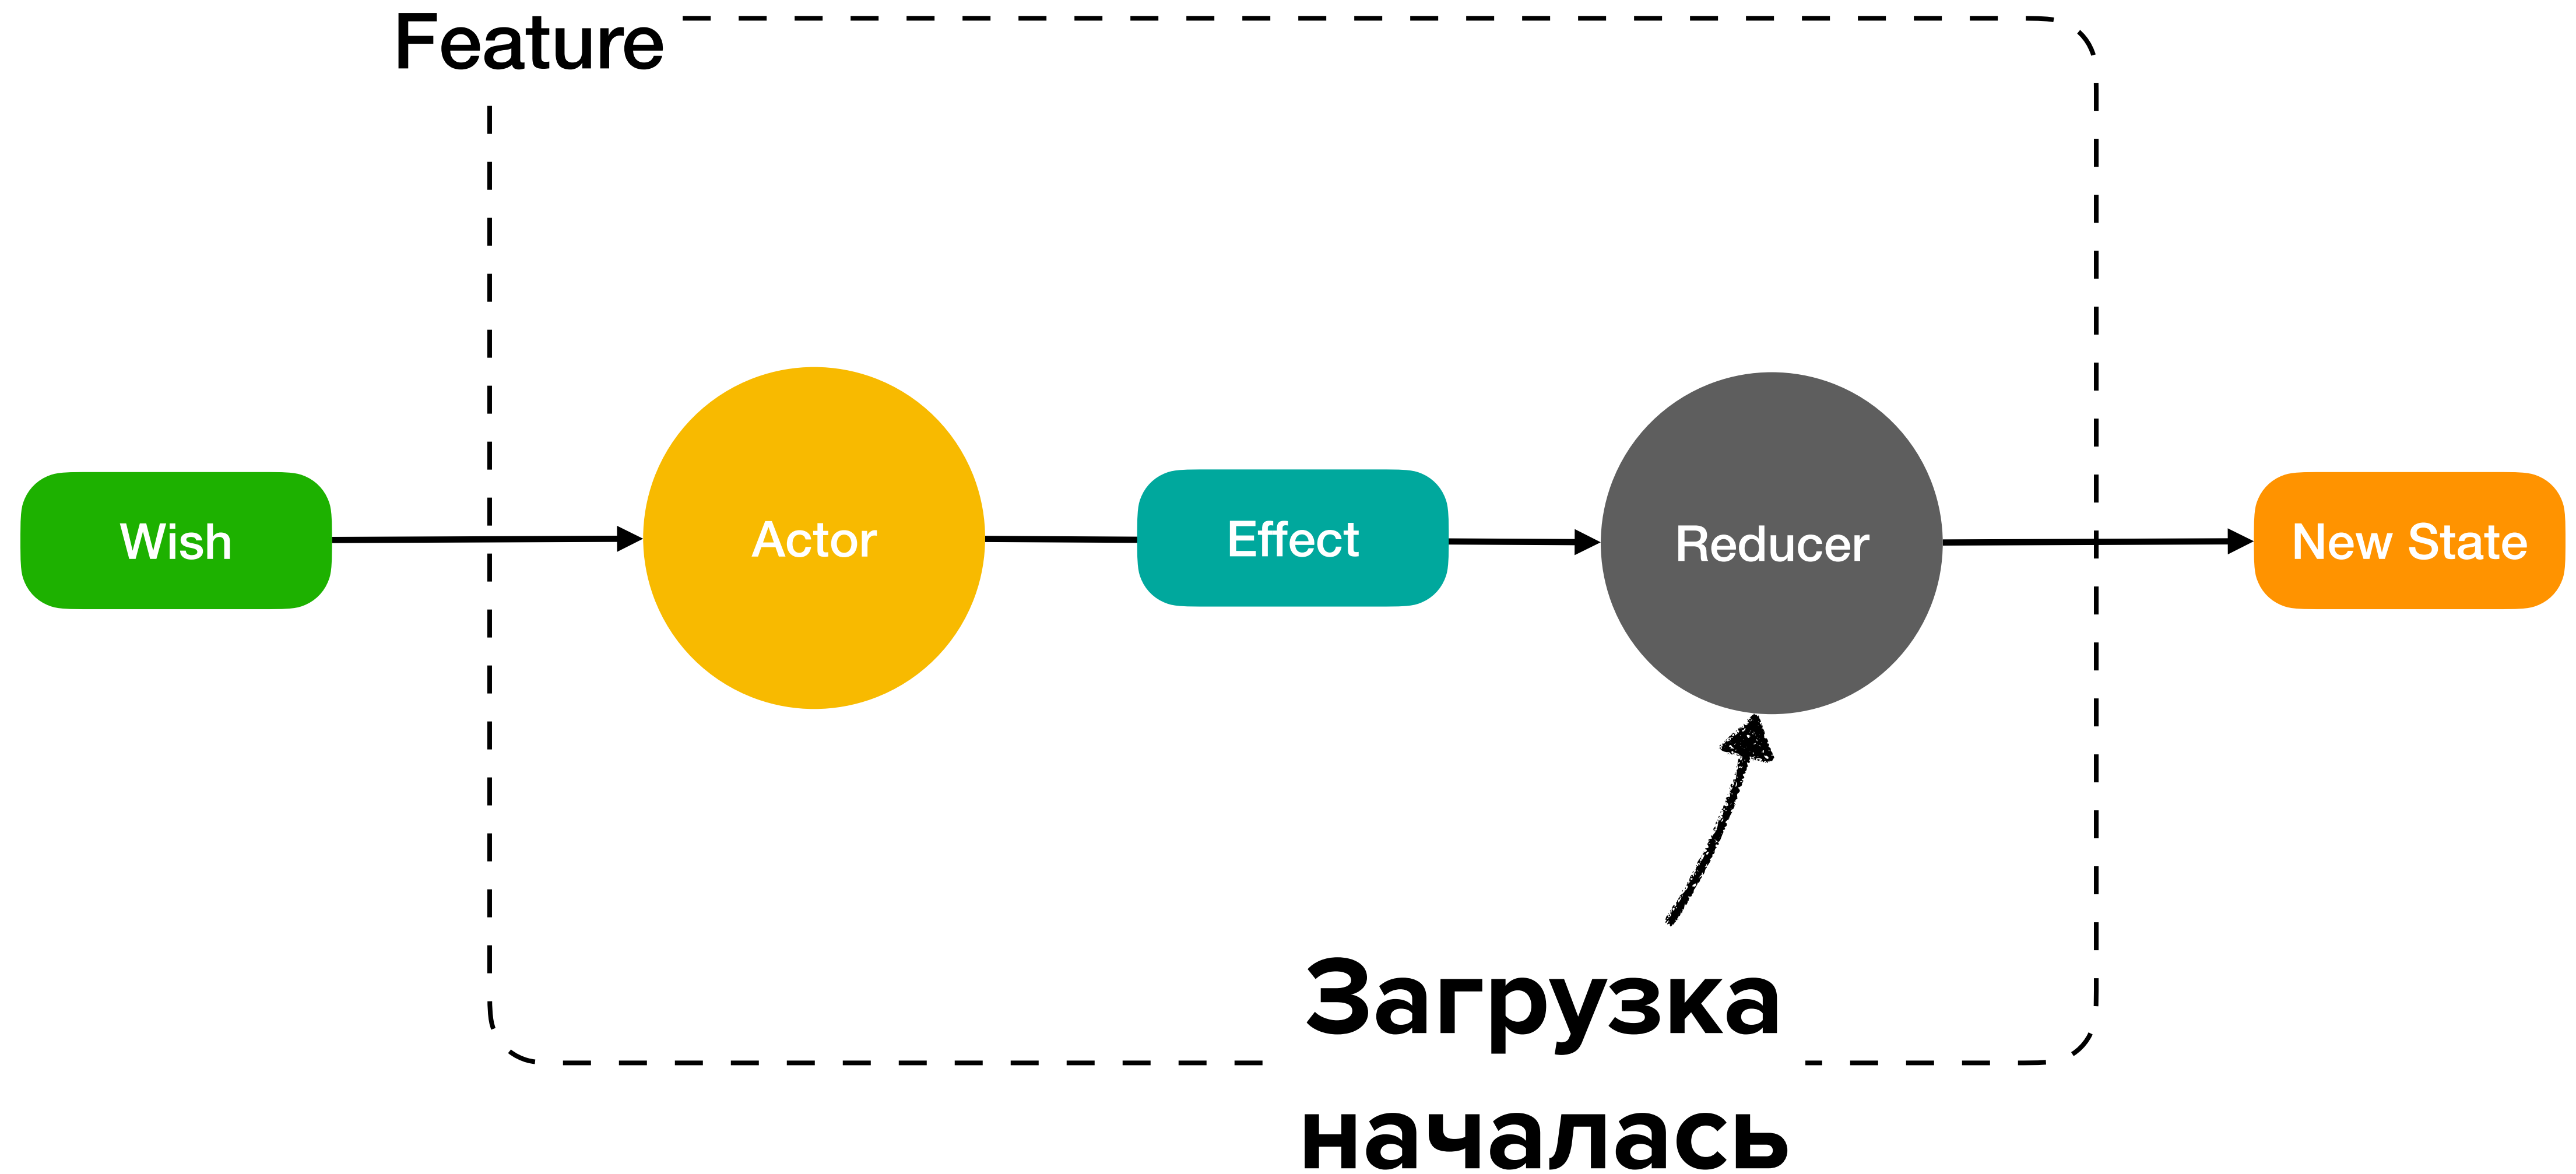 Feature
Wish
Actor
Effect
Reducer
New State
Загрузка
началась